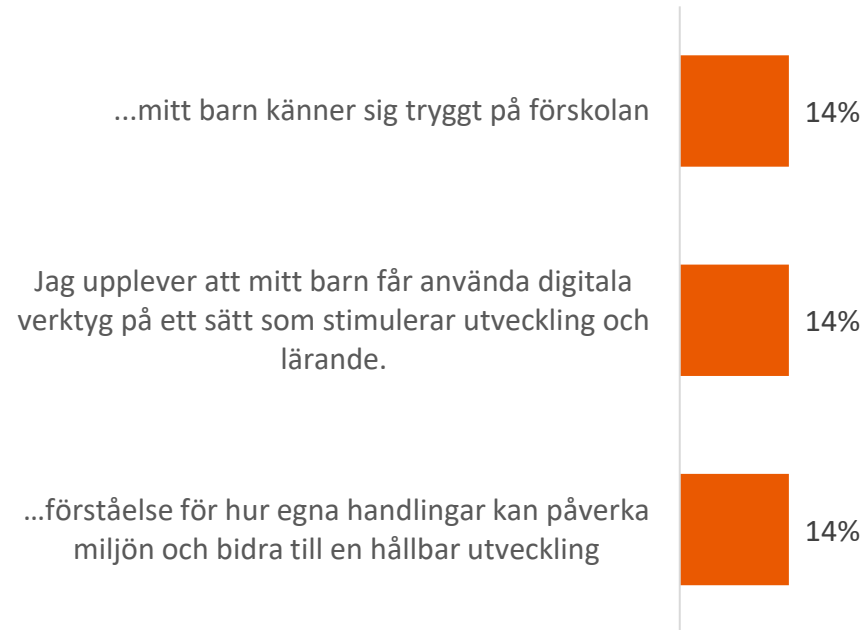 ...mitt barn känner sig tryggt på förskolan
14%
Jag upplever att mitt barn får använda digitala
verktyg på ett sätt som stimulerar utveckling och
lärande.
14%
…förståelse för hur egna handlingar kan påverka
miljön och bidra till en hållbar utveckling
14%